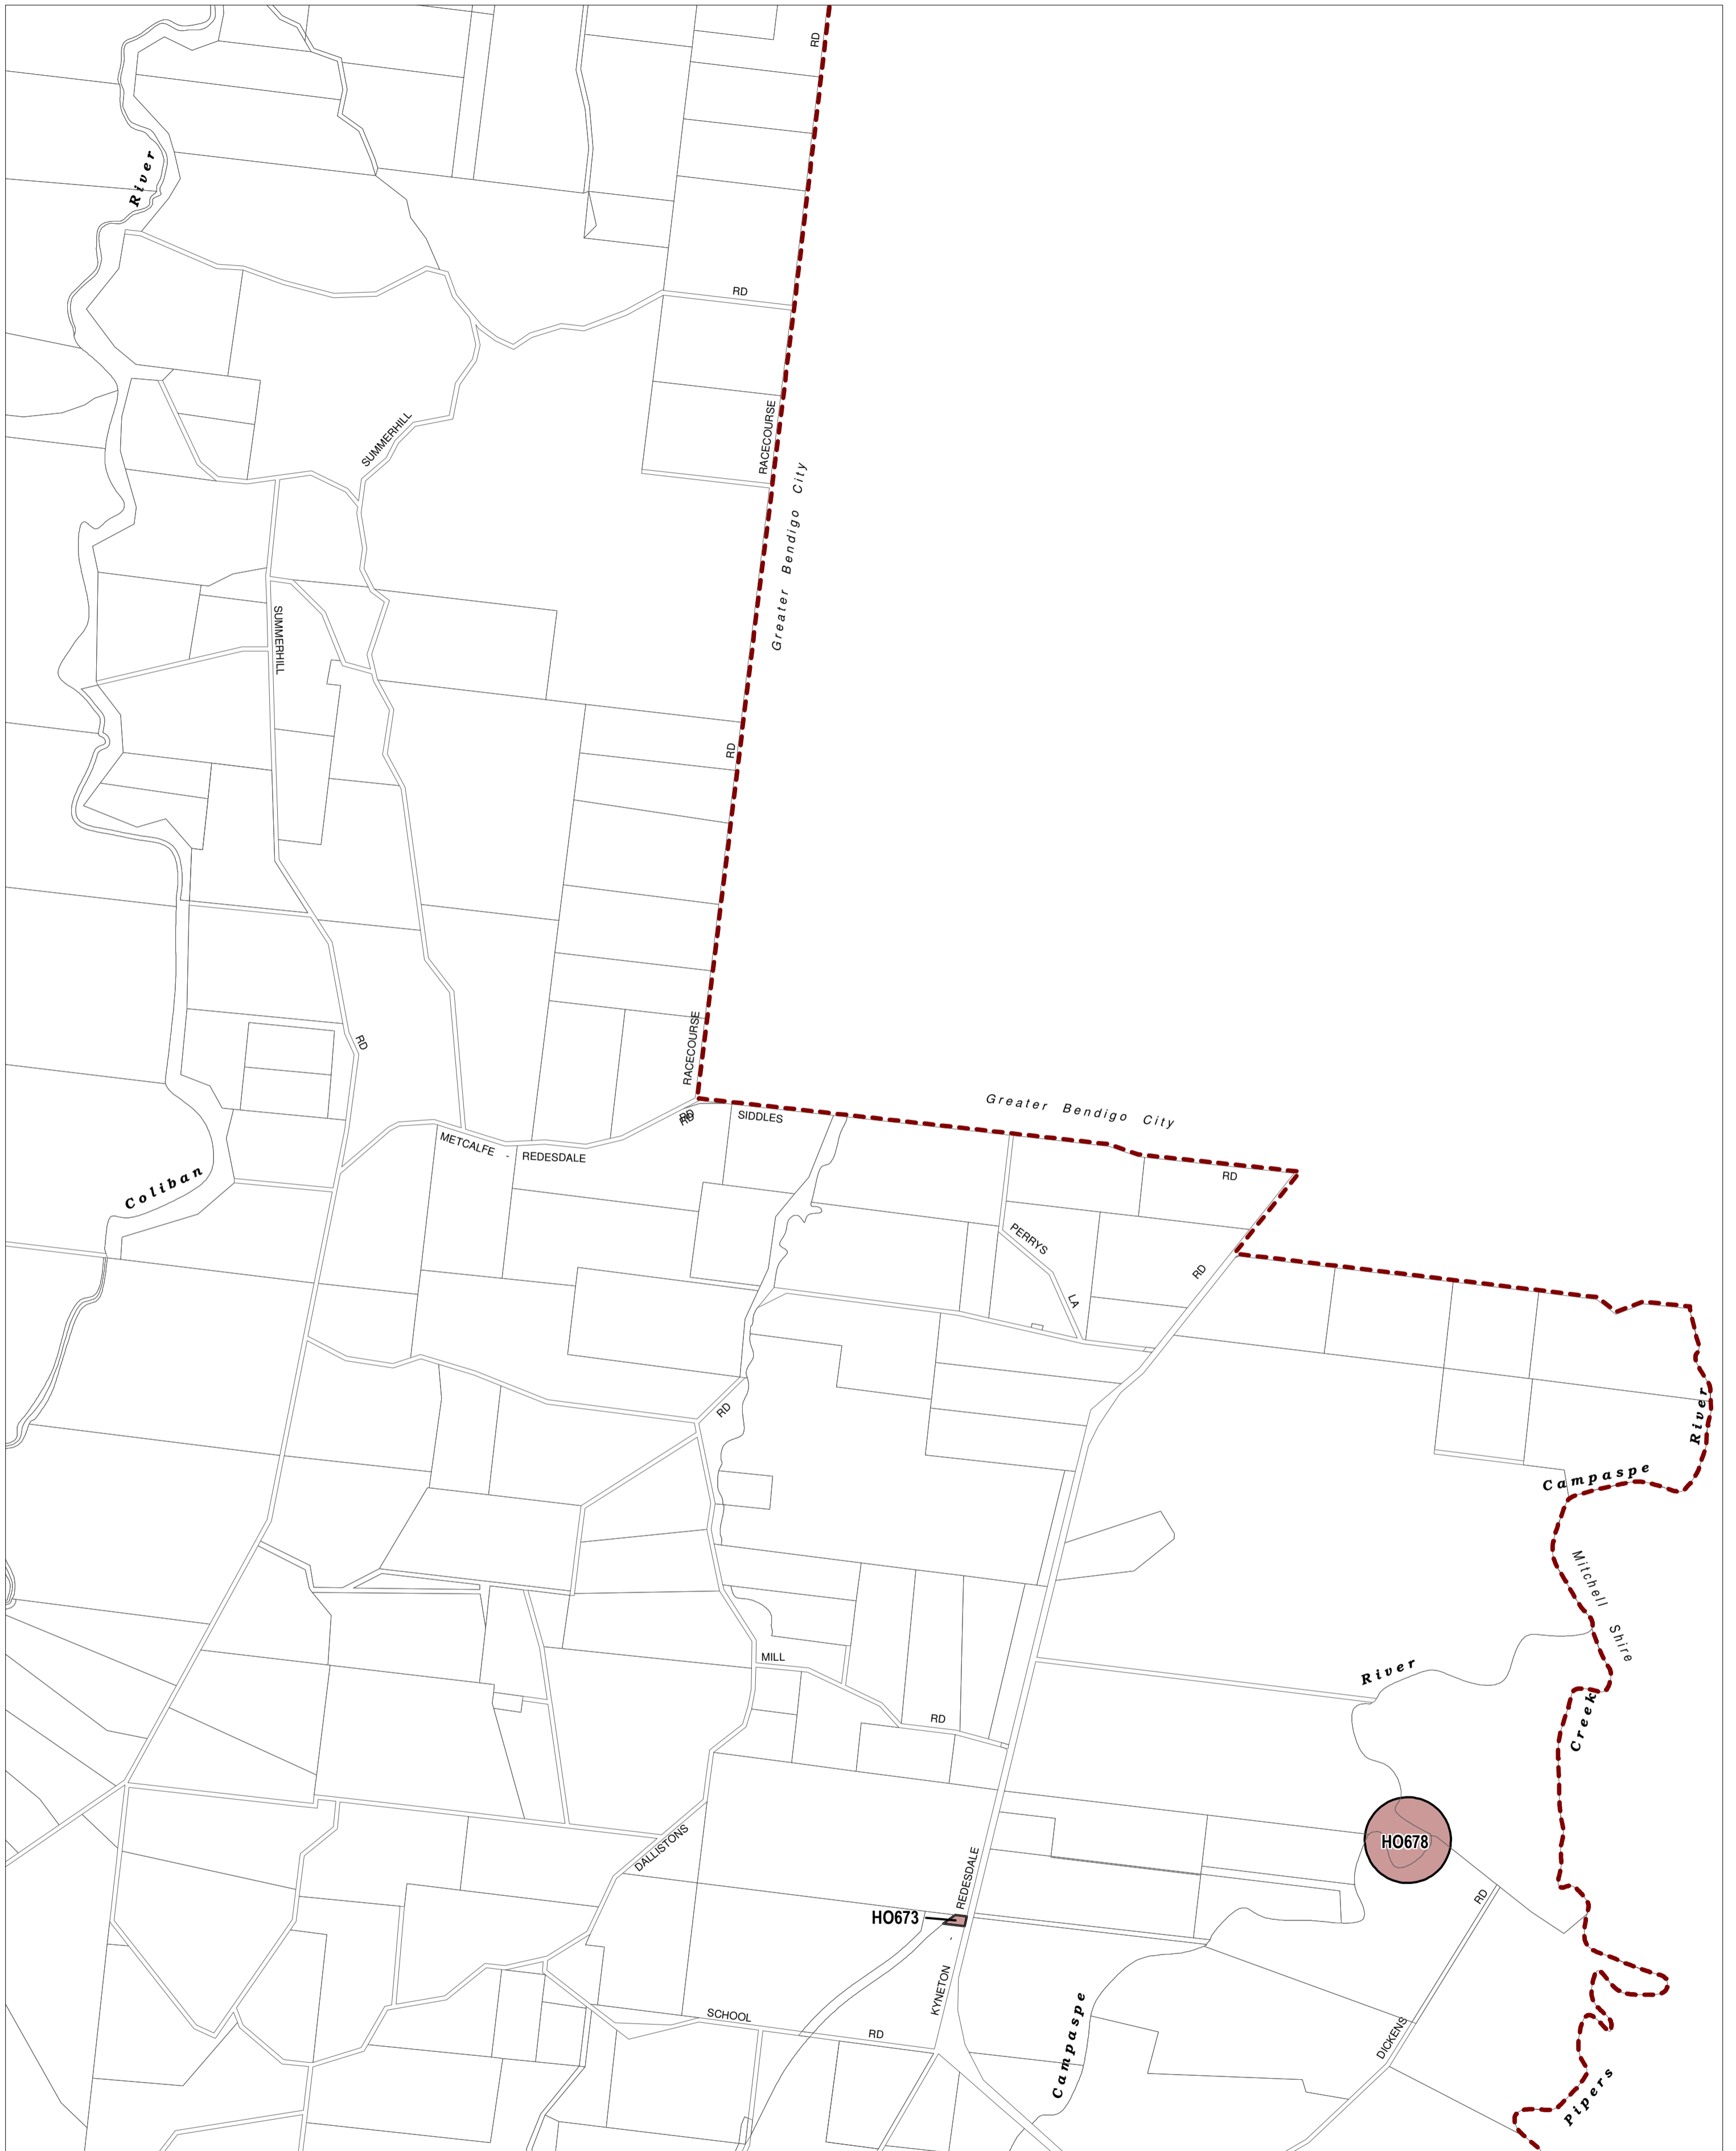 RD
River
RD
RACECOURSE
SUMMERHILL
Greater Bendigo City
SUMMERHILL
RD
RACECOURSE
RD
Greater Bendigo City
RD
RD
SIDDLES
METCALFE - REDESDALE
RD
Coliban
PERRYS
RD
LA
River
RD
Campaspe
Mitchell Shire
MILL
River
RD
Creek
DALLISTONS
HO678
REDESDALE
RD
HO673
-
KYNETON
SCHOOL
RD
Campaspe
DICKENS
Pipers